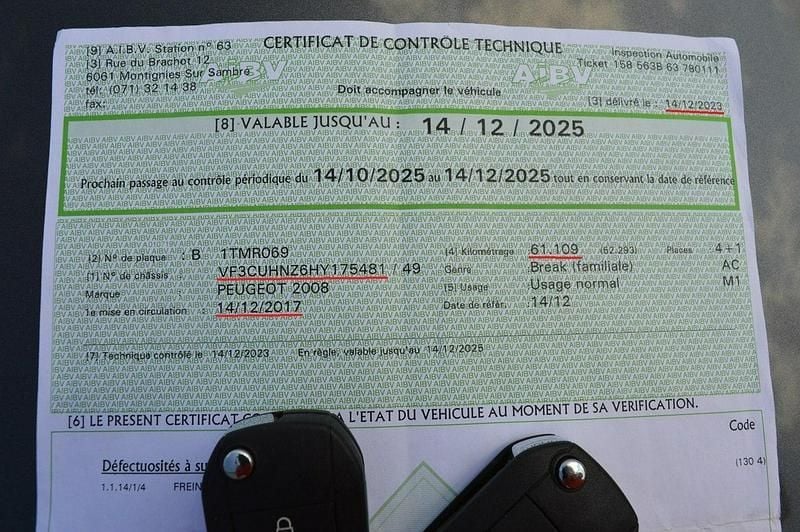 [9] A.I.B.V. Station n° 63
[3] Rue du Brachot 12
6061 Montignies Sur Sambre
tél: (071) 32 14 38
fax:
CERTIFICAT DE CONTRÔLE TECHNIQUE
AIBV
AIBV
Doit accompagner le véhicule
Inspection Automobile
Ticket 158 563B 63 780111
[3] délivré le : 14/12/2023
[8] VALABLE JUSQU'AU : 14 / 12 / 2025
Prochain passage au contrôle périodique du 14/10/2025 au 14/12/2025 tout en conservant la date de référence
[2] N° de plaque : B 1TMR069
[1] N° de châssis : VF3CUHNZ6HY175481 / 49
Marque PEUGEOT 2008
1e mise en circulation : 14/12/2017
[4] Kilométrage 61.109 (62.293) Places 4+1
Genre Break (familiale) AC
[5] Usage Usage normal M1
Date de référ. 14/12
[7] Technique contrôlé le 14/12/2023 En règle, valable jusqu'au 14/12/2025
[6] LE PRESENT CERTIFICAT A L'ETAT DU VEHICULE AU MOMENT DE SA VERIFICATION.
Code
Défectuosités à
(130 4)
1.1.14/1/4 FREIN